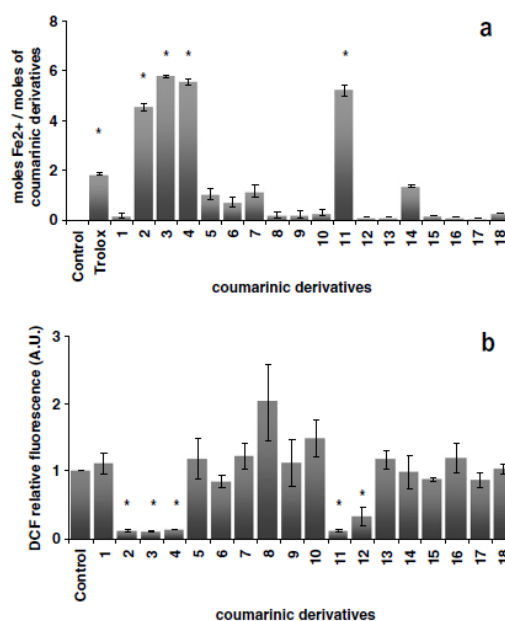 a
moles Fe2+ / moles of
coumarinic derivatives
8
6
4
2
0
* * * * *
Control Trolox 1 2 3 4 5 6 7 8 9 10 11 12 13 14 15 16 17 18
coumarinic derivatives
b
DCF relative fluorescence (A.U.)
3
2
1
0
* * * * *
Control 1 2 3 4 5 6 7 8 9 10 11 12 13 14 15 16 17 18
coumarinic derivatives